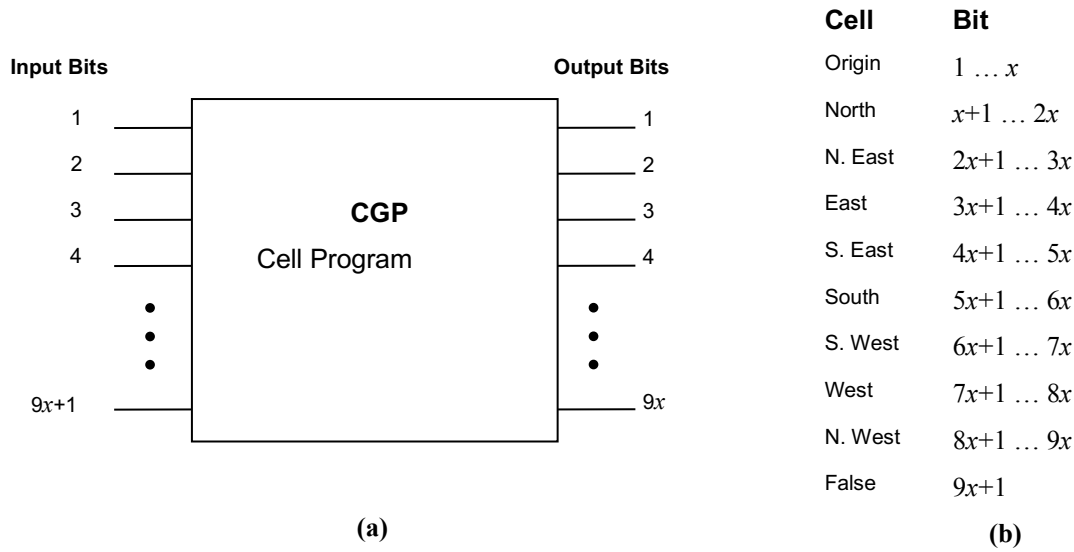 Input Bits
Output Bits
1
1
2
2
3
3
4
4
9x+1
9x
CGP
Cell Program
(a)
Cell Bit
Origin 1 … x
North x+1 … 2x
N. East 2x+1 … 3x
East 3x+1 … 4x
S. East 4x+1 … 5x
South 5x+1 … 6x
S. West 6x+1 … 7x
West 7x+1 … 8x
N. West 8x+1 … 9x
False 9x+1
(b)